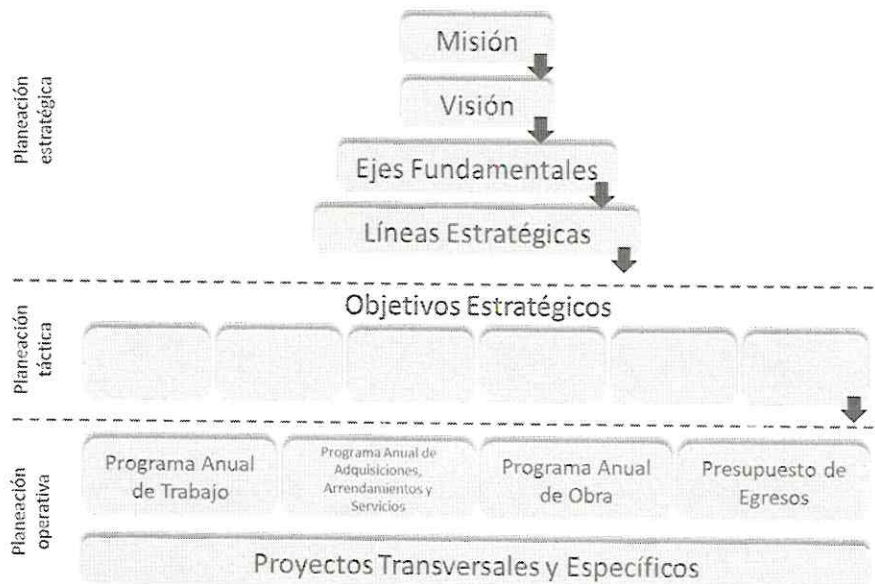 Planeación
estratégica
Misión
Visión
Ejes Fundamentales
Líneas Estratégicas
Planeación
táctica
Objetivos Estratégicos
Planeación
operativa
Programa Anual
de Trabajo
Programa Anual de
Adquisiciones,
Arrendamientos y
Servicios
Programa Anual
de Obra
Presupuesto de
Egresos
Proyectos Transversales y Específicos